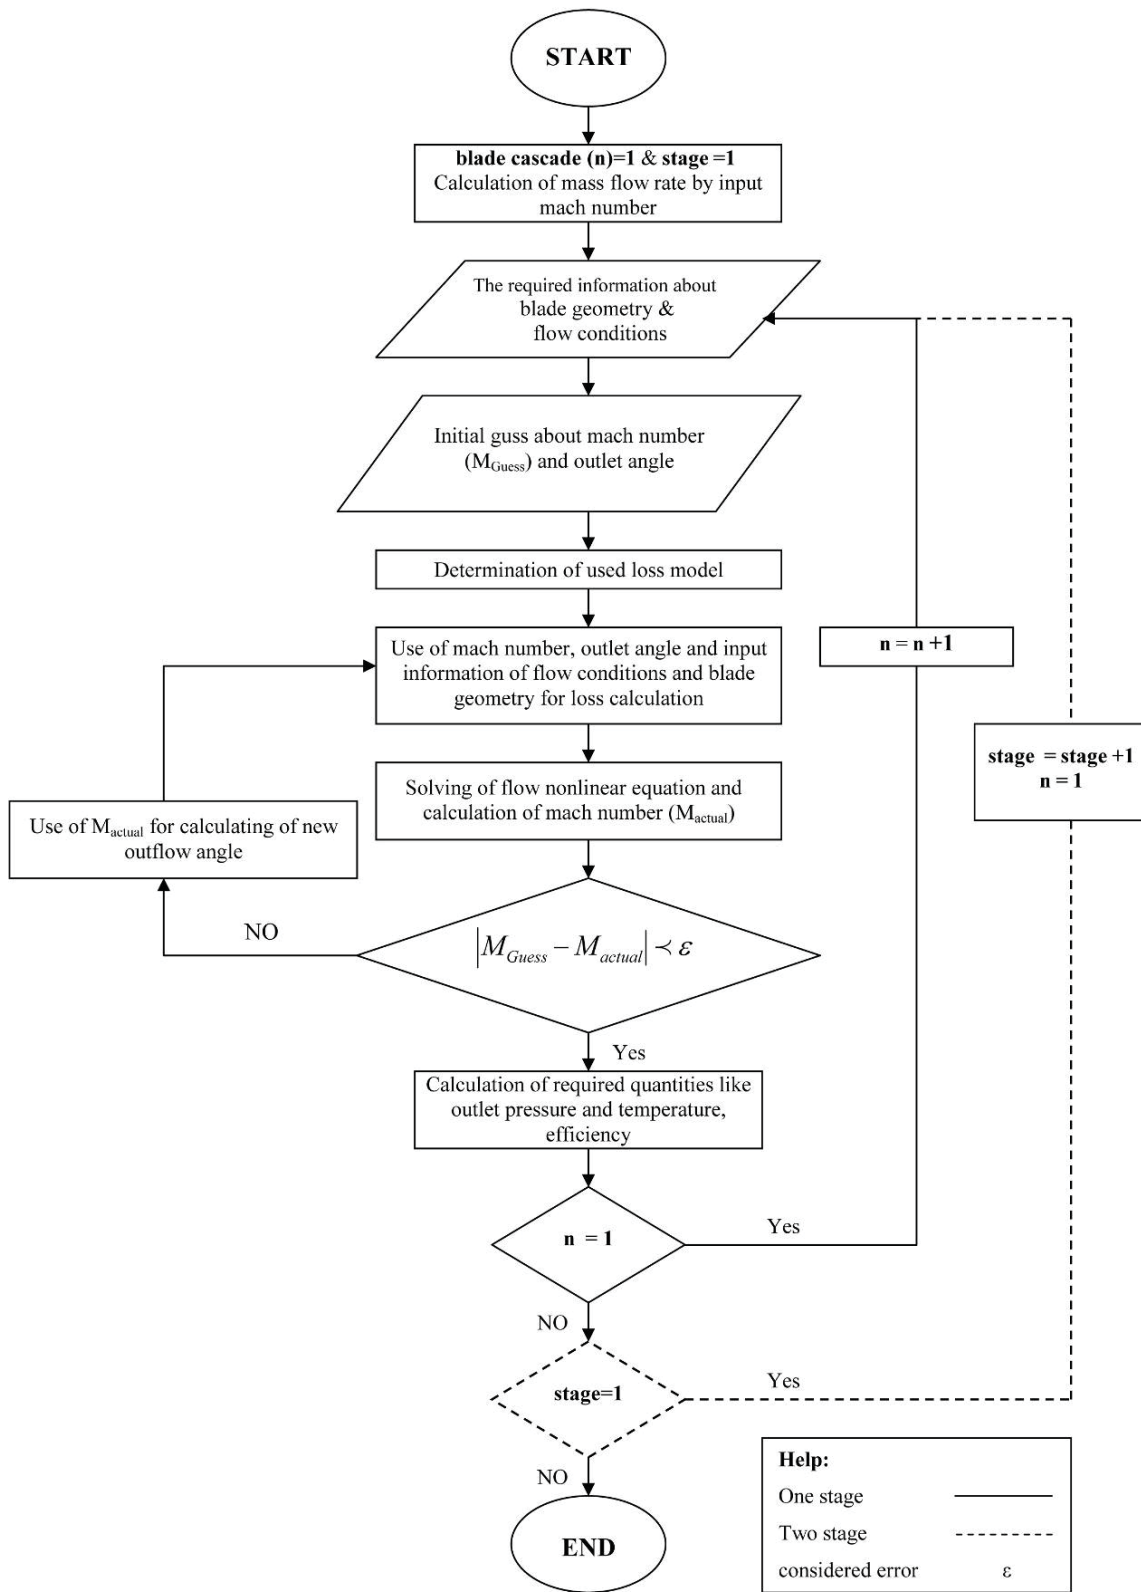 START
blade cascade (n)=1 & stage =1
Calculation of mass flow rate by input
mach number
The required information about
blade geometry &
flow conditions
Initial guss about mach number
(MGuess) and outlet angle
Determination of used loss model
Use of mach number, outlet angle and input
information of flow conditions and blade
geometry for loss calculation
n = n +1
stage = stage +1
n = 1
Solving of flow nonlinear equation and
calculation of mach number (Mactual)
Use of Mactual for calculating of new
outflow angle
NO
|MGuess − Mactual| ≺ ε
Yes
Calculation of required quantities like
outlet pressure and temperature,
efficiency
n = 1
Yes
NO
stage=1
Yes
NO
END
Help:
One stage
Two stage
considered error ε